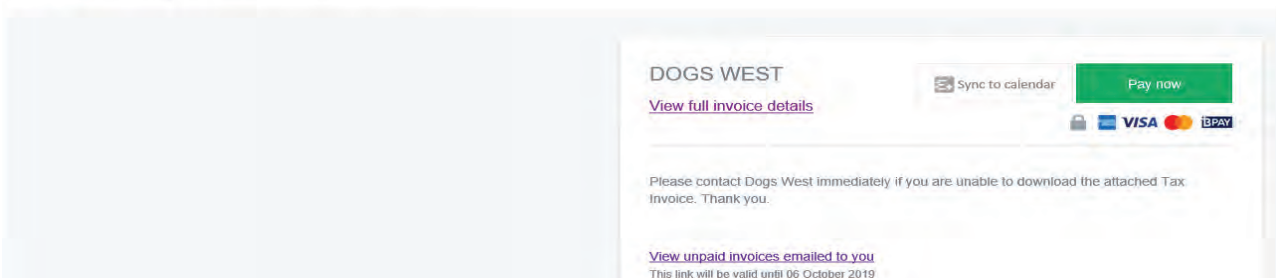 DOGS WEST
Sync to calendar
Pay now
View full invoice details
VISA BPAY
Please contact Dogs West immediately if you are unable to download the attached Tax
Invoice. Thank you.
View unpaid invoices emailed to you
This link will be valid until 06 October 2019